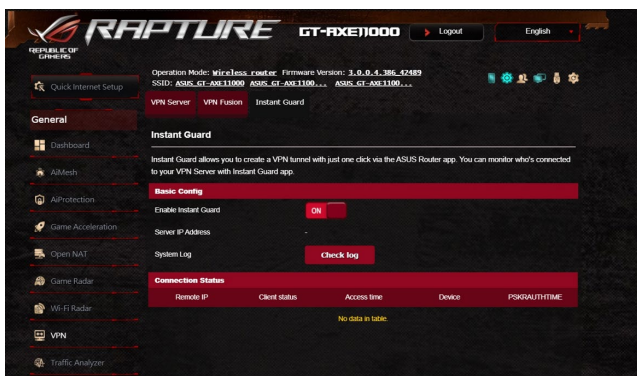 RAPTURE GT-AXE11000 Logout English
REPUBLIC OF
GAMERS
Operation Mode: Wireless router Firmware Version: 3.0.0.4.386_42489
SSID: ASUS_GT-AXE11000 ASUS_GT-AXE1100... ASUS_GT-AXE1100...
Quick Internet Setup
VPN Server VPN Fusion Instant Guard
General
Instant Guard
Dashboard
Instant Guard allows you to create a VPN tunnel with just one click via the ASUS Router app. You can monitor who's connected
to your VPN Server with Instant Guard app.
AiMesh
Basic Config
AiProtection
Enable Instant Guard ON
Game Acceleration
Server IP Address -
Open NAT
System Log Check log
Game Radar
Connection Status
Remote IP Client status Access time Device PSKRAUTHTIME
Wi-Fi Radar
No data in table.
VPN
Traffic Analyzer